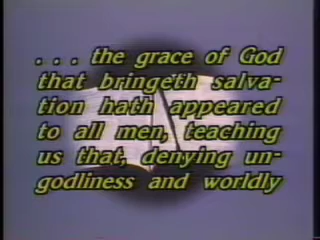 . . . the grace of God
that bringeth salva-
tion hath appeared
to all men, teaching
us that, denying un-
godliness and worldly